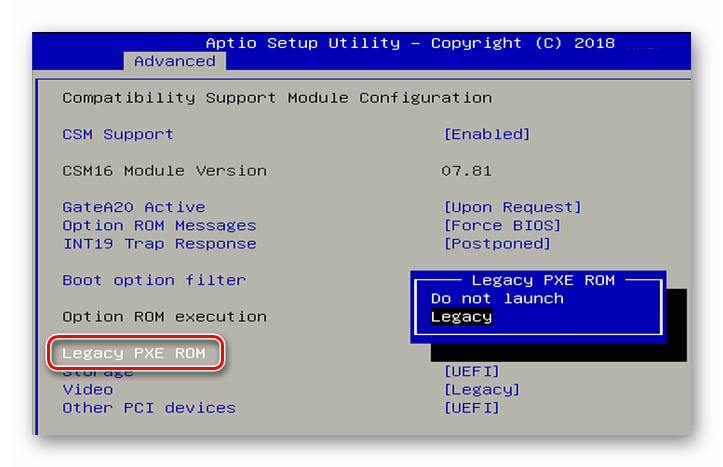 Aptio Setup Utility – Copyright (C) 2018
Advanced
Compatibility Support Module Configuration
CSM Support [Enabled]
CSM16 Module Version 07.81
GateA20 Active [Upon Request]
Option ROM Messages [Force BIOS]
INT19 Trap Response [Postponed]
Boot option filter
Legacy PXE ROM
Do not launch
Legacy
Option ROM execution
Legacy PXE ROM
Storage [UEFI]
Video [Legacy]
Other PCI devices [UEFI]